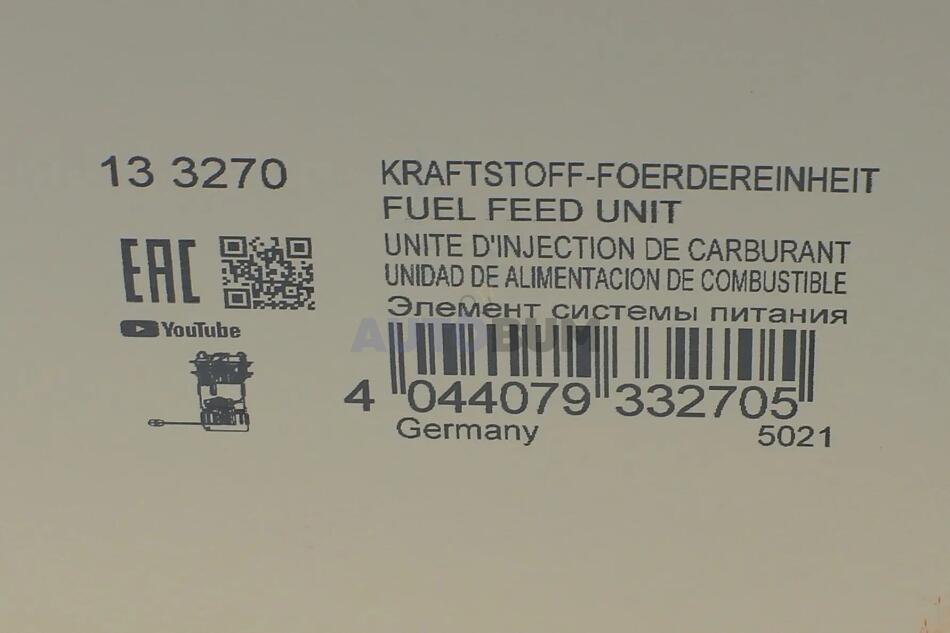 13 3270
KRAFTSTOFF-FOERDEREINHEIT
FUEL FEED UNIT
UNITE D'INJECTION DE CARBURANT
UNIDAD DE ALIMENTACION DE COMBUSTIBLE
Элемент системы питания
EAC
YouTube
AUTOBUM
4 044079 332705
Germany
5021